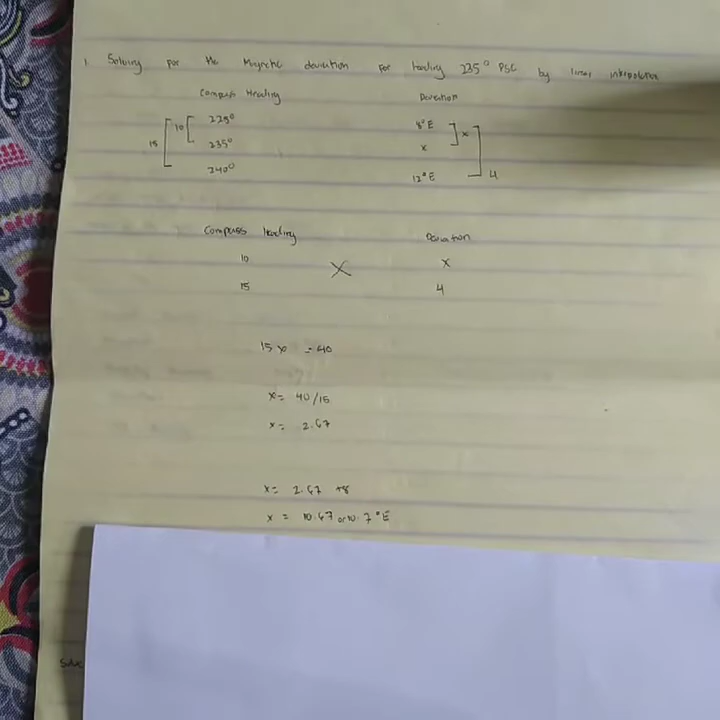 1. Solving for the Magnetic deviation for heading 235° PSC by linear interpolation
Compass Heading Deviation
10 225° 8°E x
15 235° x
240° 12°E 4
Compass Heading Deviation
10 x
15 4
15x = 40
x = 40/15
x = 2.67
x = 2.67 +8
x = 10.67 or 10.7°E
Solv